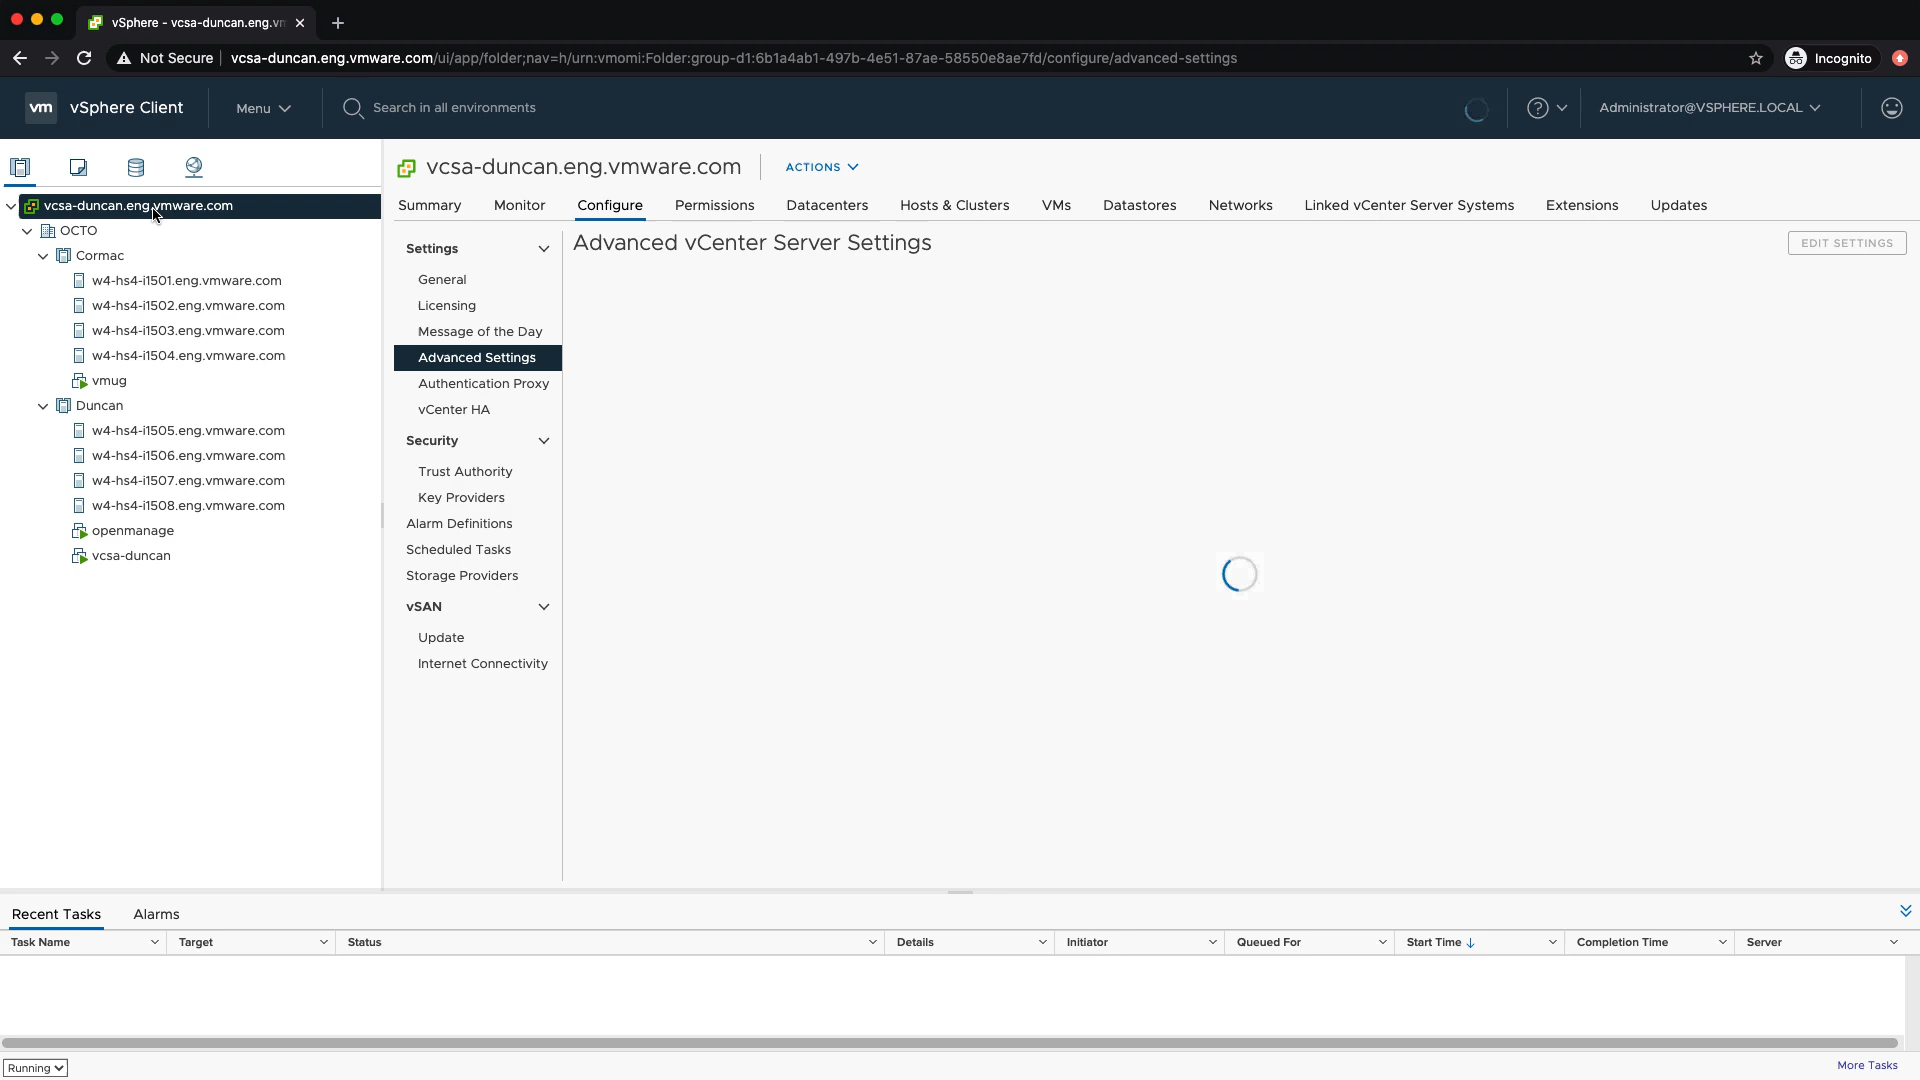 vSphere - vcsa-duncan.eng.vm
Not Secure vcsa-duncan.eng.vmware.com/ui/app/folder;nav=h/urn:vmomi:Folder:group-d1:6b1a4ab1-497b-4e51-87ae-58550e8ae7fd/configure/advanced-settings Incognito
vm vSphere Client Menu Search in all environments Administrator@VSPHERE.LOCAL
vcsa-duncan.eng.vmware.com
OCTO
Cormac
w4-hs4-i1501.eng.vmware.com
w4-hs4-i1502.eng.vmware.com
w4-hs4-i1503.eng.vmware.com
w4-hs4-i1504.eng.vmware.com
vmug
Duncan
w4-hs4-i1505.eng.vmware.com
w4-hs4-i1506.eng.vmware.com
w4-hs4-i1507.eng.vmware.com
w4-hs4-i1508.eng.vmware.com
openmanage
vcsa-duncan
vcsa-duncan.eng.vmware.com ACTIONS
Summary Monitor Configure Permissions Datacenters Hosts & Clusters VMs Datastores Networks Linked vCenter Server Systems Extensions Updates
Settings
General
Licensing
Message of the Day
Advanced Settings
Authentication Proxy
vCenter HA
Security
Trust Authority
Key Providers
Alarm Definitions
Scheduled Tasks
Storage Providers
vSAN
Update
Internet Connectivity
Advanced vCenter Server Settings EDIT SETTINGS
Recent Tasks Alarms
Task Name Target Status Details Initiator Queued For Start Time Completion Time Server
Running More Tasks